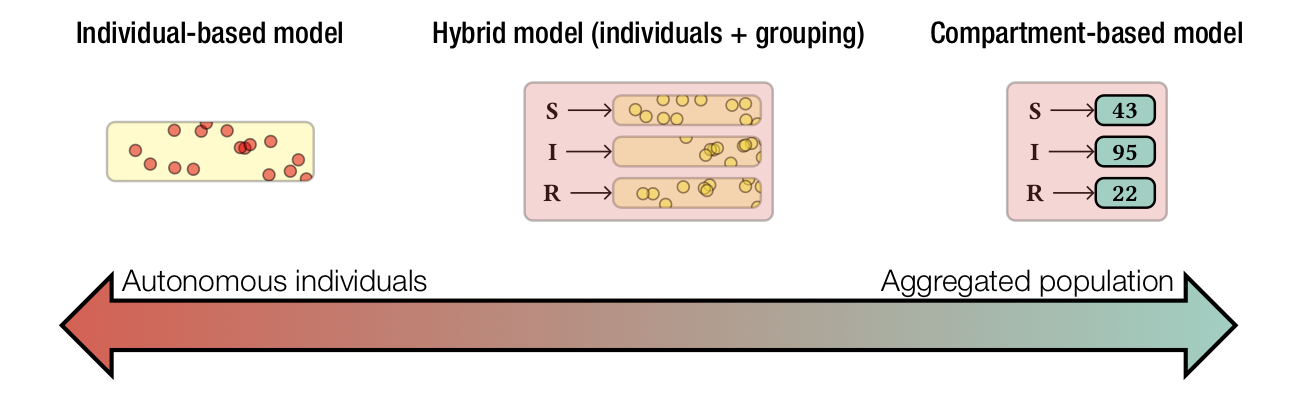 Individual-based model
Hybrid model (individuals + grouping)
Compartment-based model
S
I
R
S 43
I 95
R 22
Autonomous individuals
Aggregated population